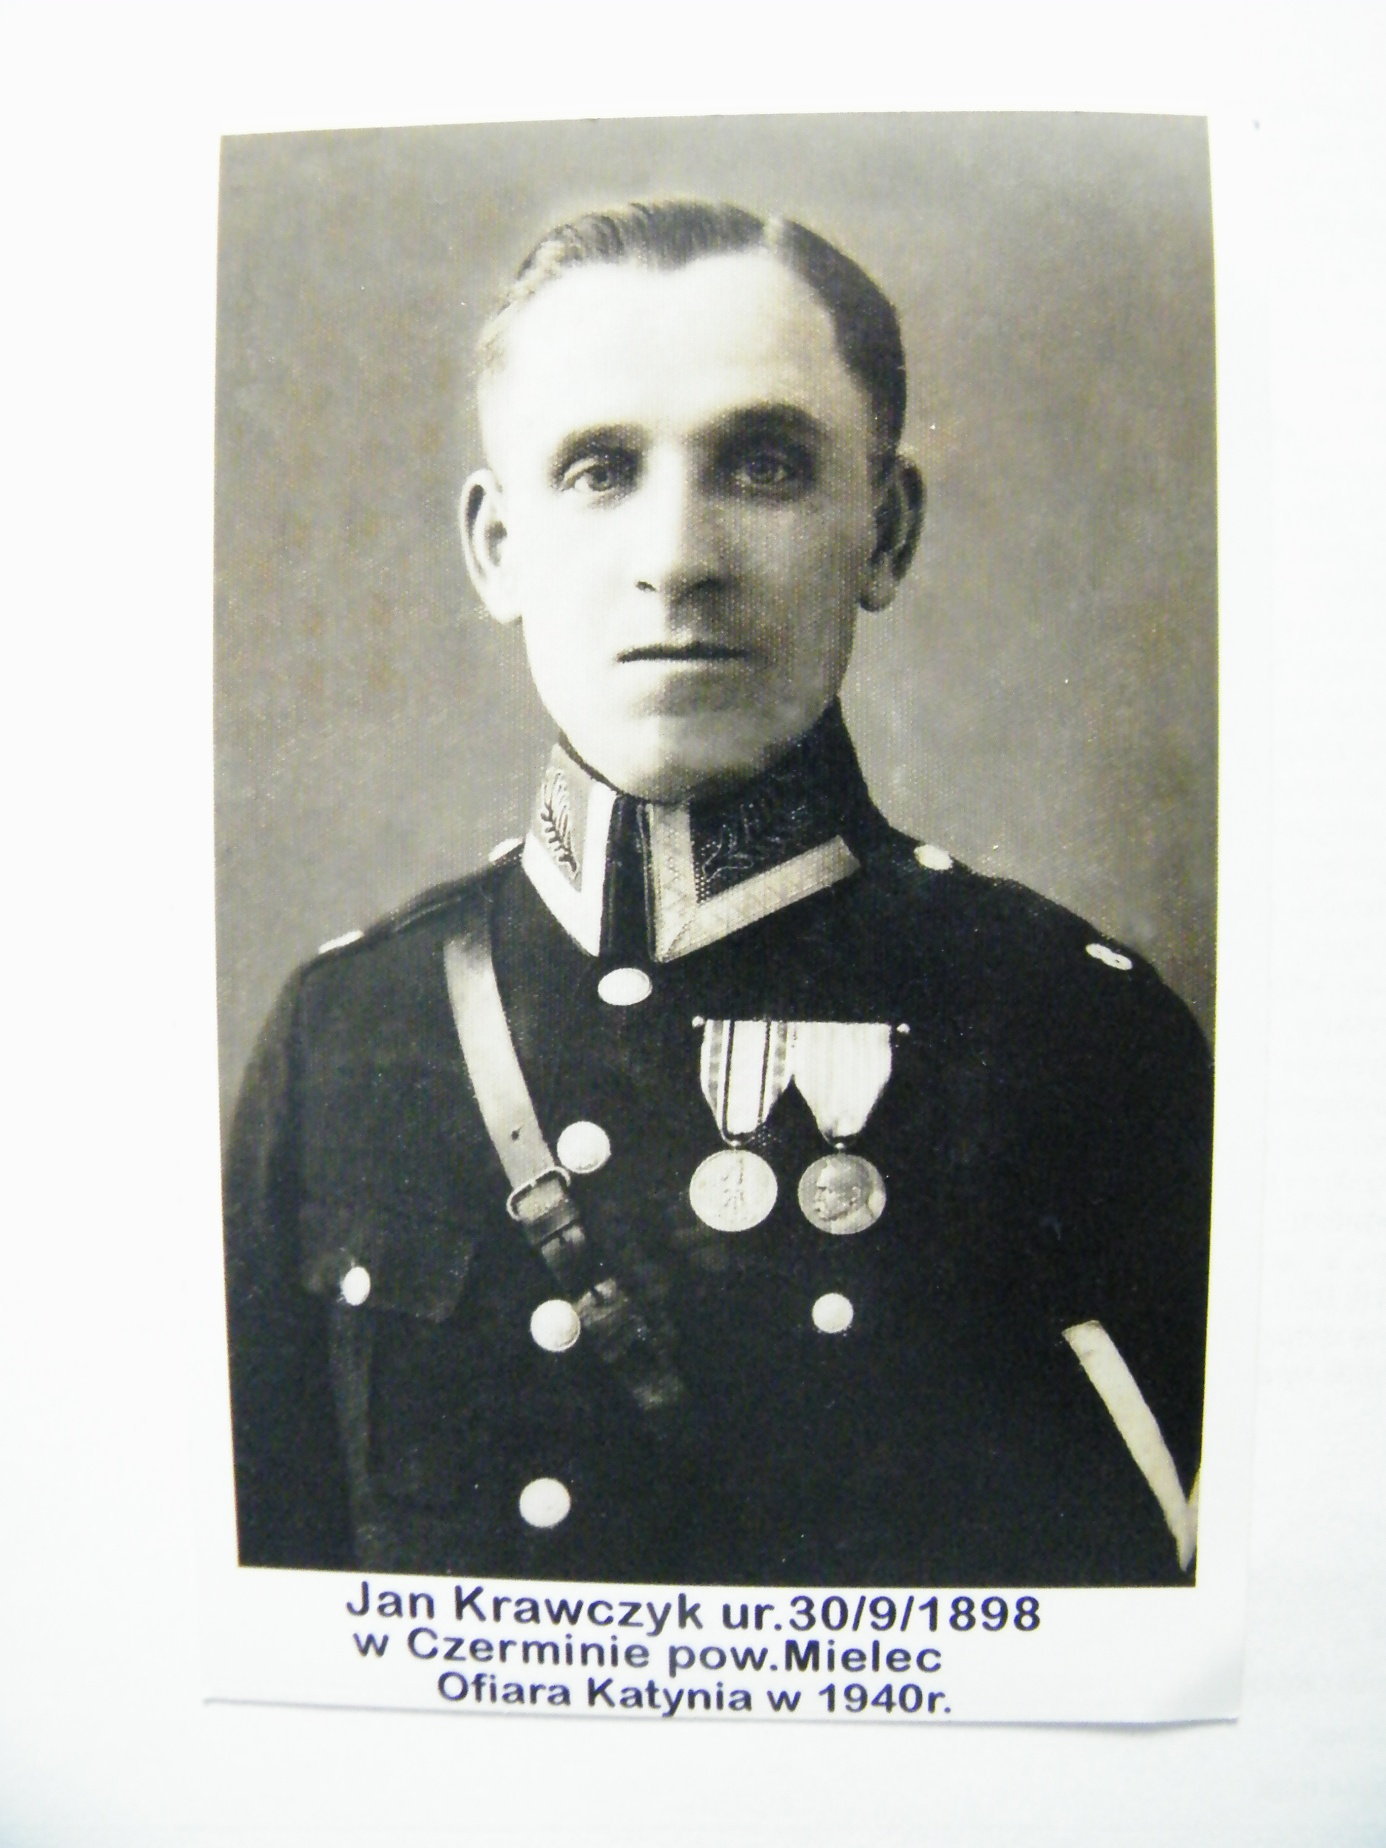 Jan Krawczyk ur.30/9/1898
w Czerminie pow.Mielec
Ofiara Katynia w 1940r.